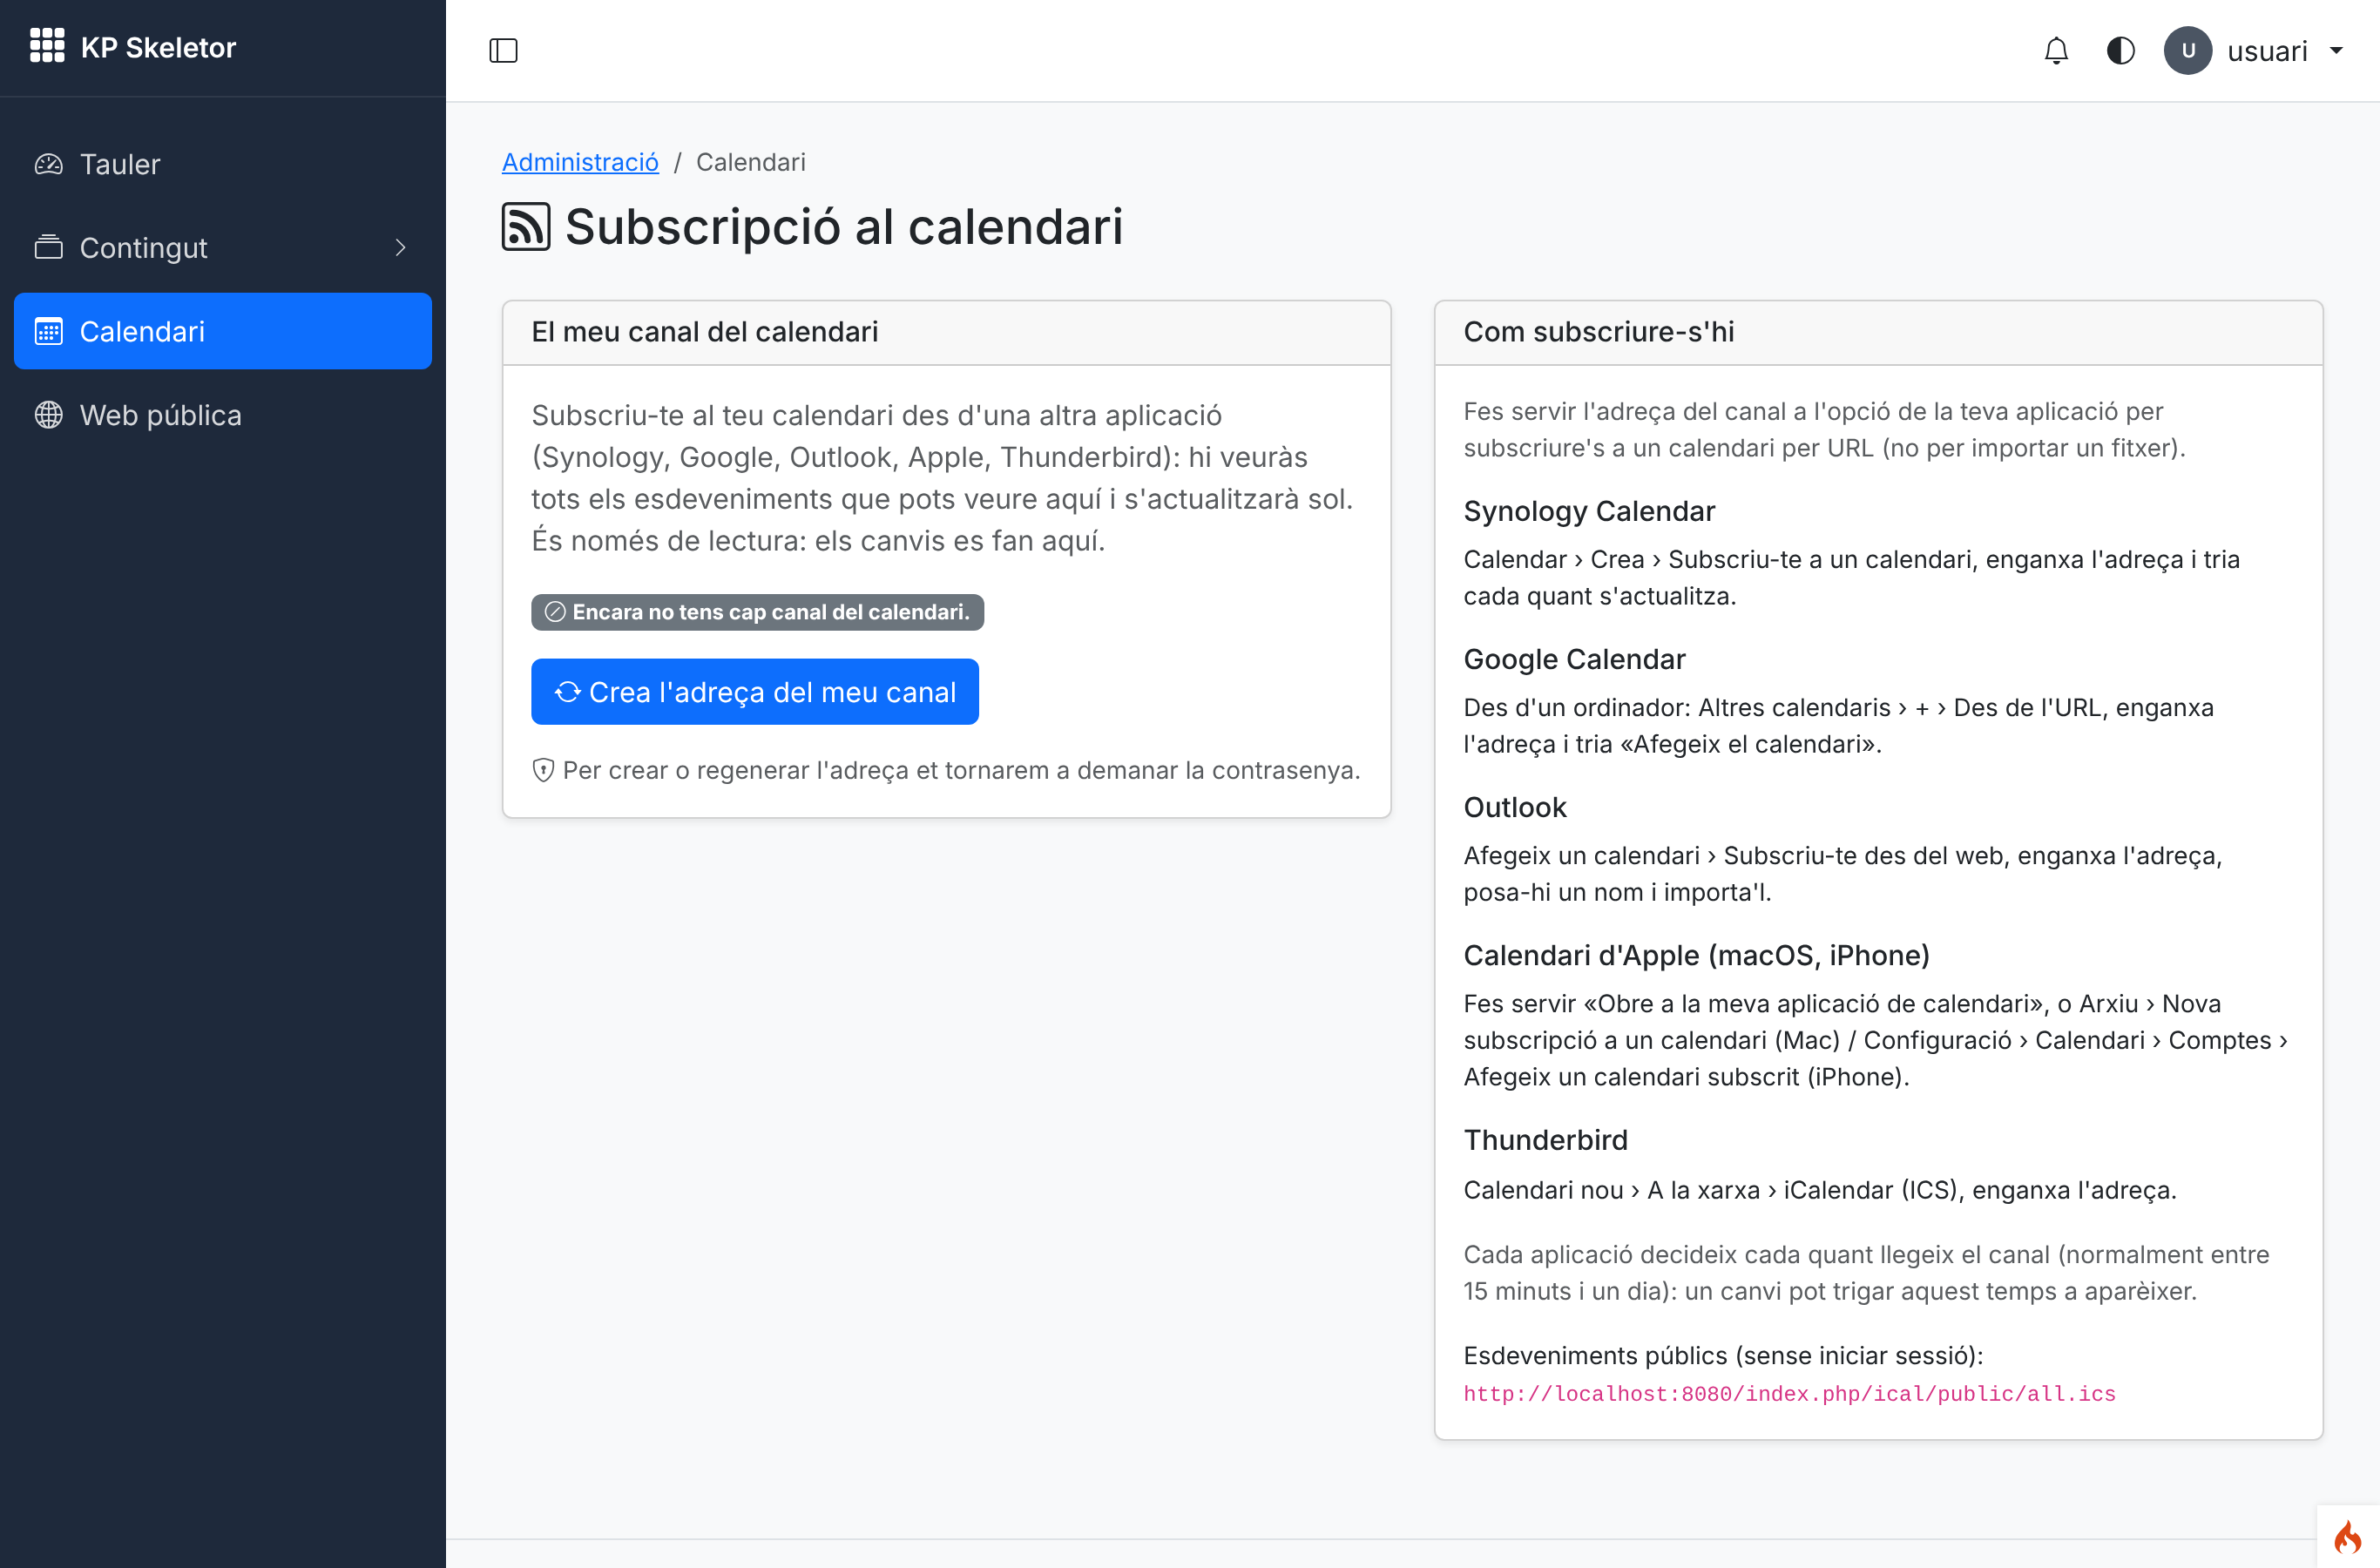 KP Skeletor
Tauler
Contingut
Calendari
Web pública
U
usuari
Administració / Calendari
Subscripció al calendari
El meu canal del calendari
Subscriu-te al teu calendari des d'una altra aplicació
(Synology, Google, Outlook, Apple, Thunderbird): hi veuràs
tots els esdeveniments que pots veure aquí i s'actualitzarà sol.
És només de lectura: els canvis es fan aquí.
Encara no tens cap canal del calendari.
Crea l'adreça del meu canal
Per crear o regenerar l'adreça et tornarem a demanar la contrasenya.
Com subscriure-s'hi
Fes servir l'adreça del canal a l'opció de la teva aplicació per
subscriure's a un calendari per URL (no per importar un fitxer).
Synology Calendar
Calendar › Crea › Subscriu-te a un calendari, enganxa l'adreça i tria
cada quant s'actualitza.
Google Calendar
Des d'un ordinador: Altres calendaris › + › Des de l'URL, enganxa
l'adreça i tria «Afegeix el calendari».
Outlook
Afegeix un calendari › Subscriu-te des del web, enganxa l'adreça,
posa-hi un nom i importa'l.
Calendari d'Apple (macOS, iPhone)
Fes servir «Obre a la meva aplicació de calendari», o Arxiu › Nova
subscripció a un calendari (Mac) / Configuració › Calendari › Comptes ›
Afegeix un calendari subscrit (iPhone).
Thunderbird
Calendari nou › A la xarxa › iCalendar (ICS), enganxa l'adreça.
Cada aplicació decideix cada quant llegeix el canal (normalment entre
15 minuts i un dia): un canvi pot trigar aquest temps a aparèixer.
Esdeveniments públics (sense iniciar sessió):
http://localhost:8080/index.php/ical/public/all.ics